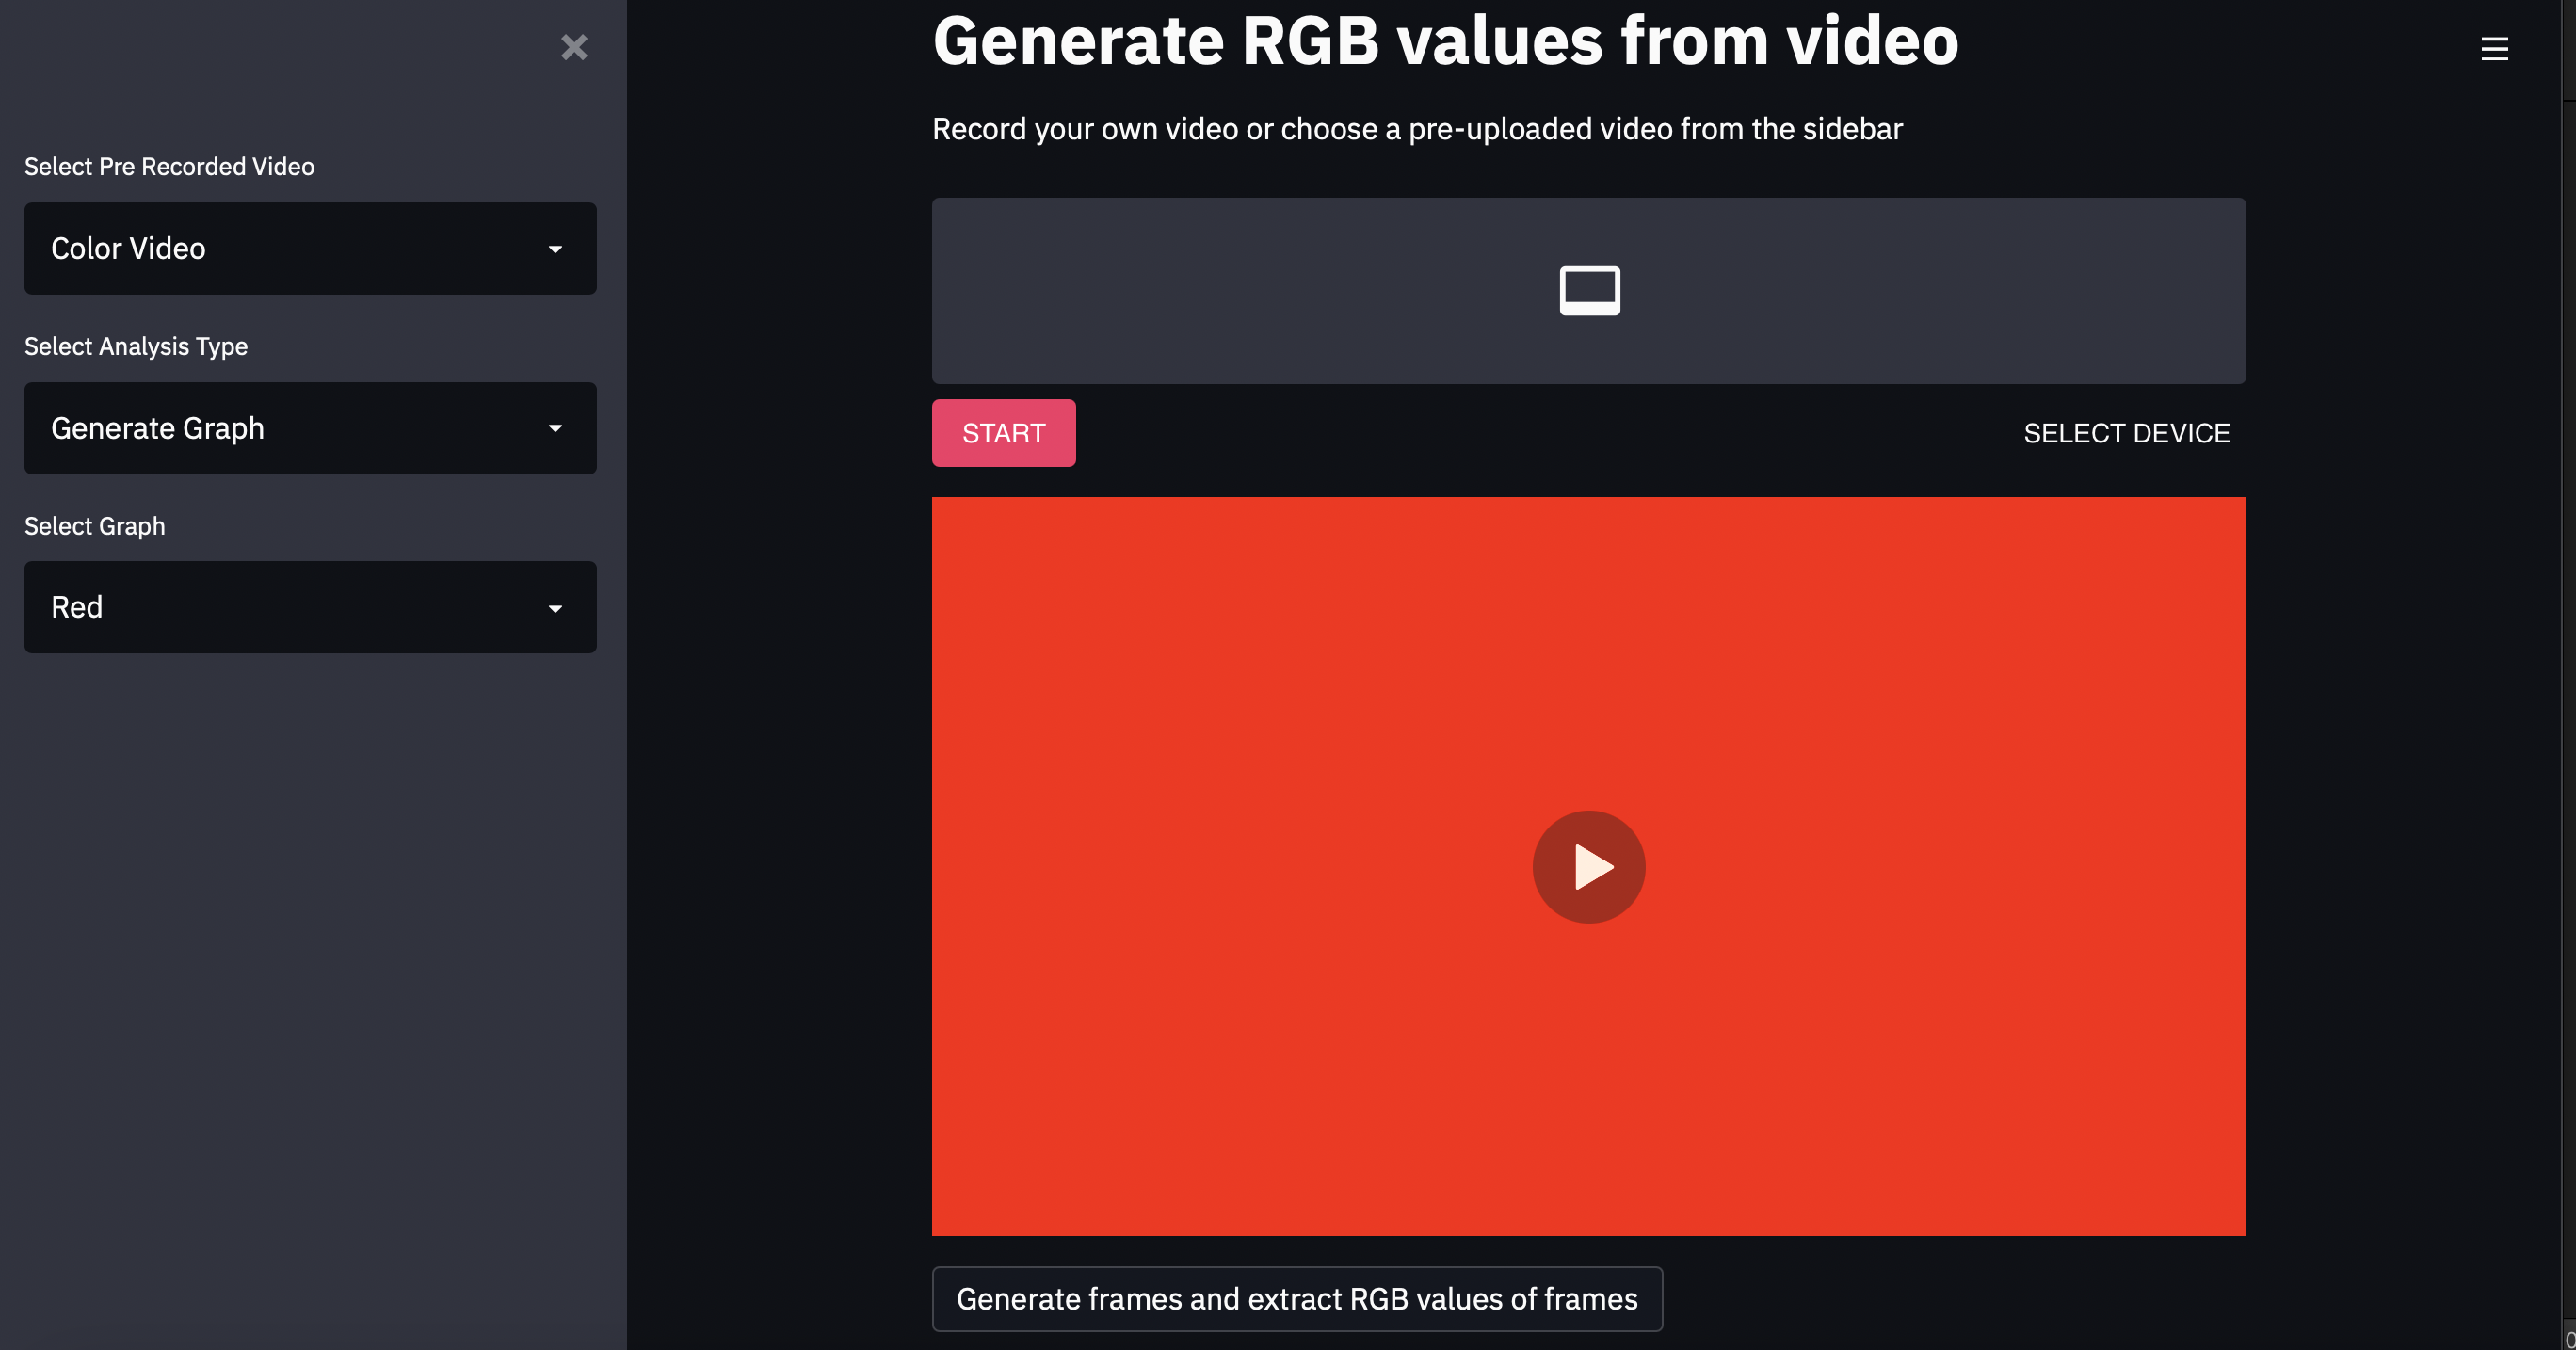 Select Pre Recorded Video
Color Video
Select Analysis Type
Generate Graph
Select Graph
Red
Generate RGB values from video
Record your own video or choose a pre-uploaded video from the sidebar
START
SELECT DEVICE
Generate frames and extract RGB values of frames